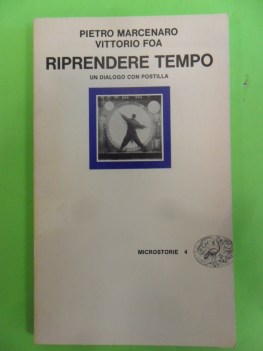 PIETRO MARCENARO
VITTORIO FOA
RIPRENDERE TEMPO
UN DIALOGO CON POSTILLA
MICROSTORIE 4